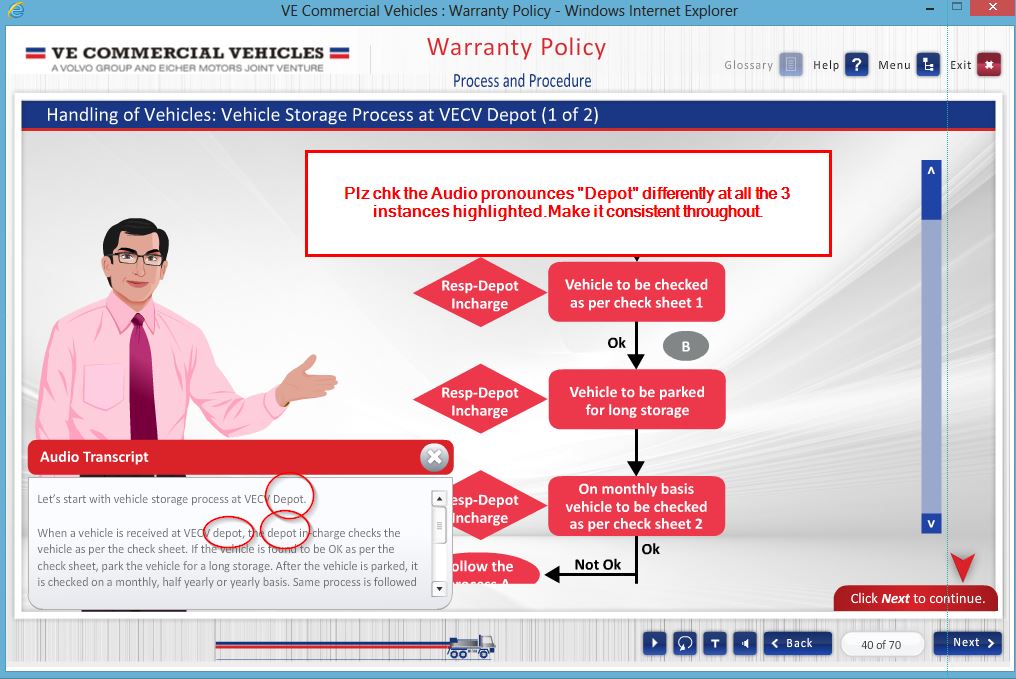 VE Commercial Vehicles : Warranty Policy - Windows Internet Explorer
VE COMMERCIAL VEHICLES
A VOLVO GROUP AND EICHER MOTORS JOINT VENTURE
Warranty Policy
Process and Procedure
Glossary Help ? Menu Exit
Handling of Vehicles: Vehicle Storage Process at VECV Depot (1 of 2)
Plz chk the Audio pronounces "Depot" differently at all the 3
instances highlighted.Make it consistent throughout.
Resp-Depot
Incharge
Vehicle to be checked
as per check sheet 1
Ok
B
Resp-Depot
Incharge
Vehicle to be parked
for long storage
esp-Depot
Incharge
On monthly basis
vehicle to be checked
as per check sheet 2
Ok
Not Ok
ollow the
Audio Transcript
Let's start with vehicle storage process at VECV Depot.
When a vehicle is received at VECV depot, the depot in-charge checks the
vehicle as per the check sheet. If the vehicle is found to be OK as per the
check sheet, park the vehicle for a long storage. After the vehicle is parked, it
is checked on a monthly, half yearly or yearly basis. Same process is followed
Click Next to continue.
T
Back
40 of 70
Next